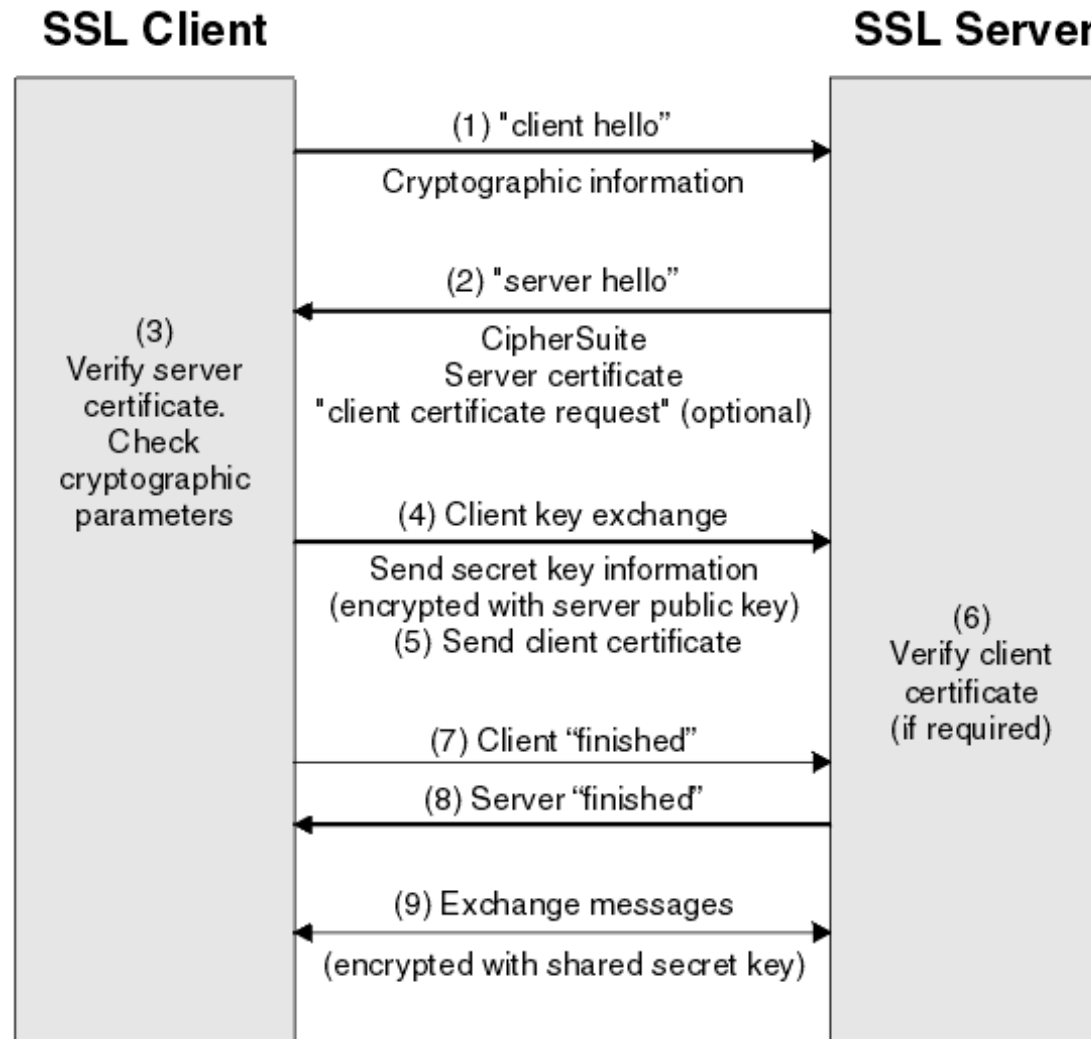 SSL Client
SSL Server
(1) "client hello”
Cryptographic information
(2) "server hello”
CipherSuite
Server certificate
"client certificate request" (optional)
(3)
Verify server
certificate.
Check
cryptographic
parameters
(4) Client key exchange
Send secret key information
(encrypted with server public key)
(5) Send client certificate
(6)
Verify client
certificate
(if required)
(7) Client “finished”
(8) Server “finished”
(9) Exchange messages
(encrypted with shared secret key)